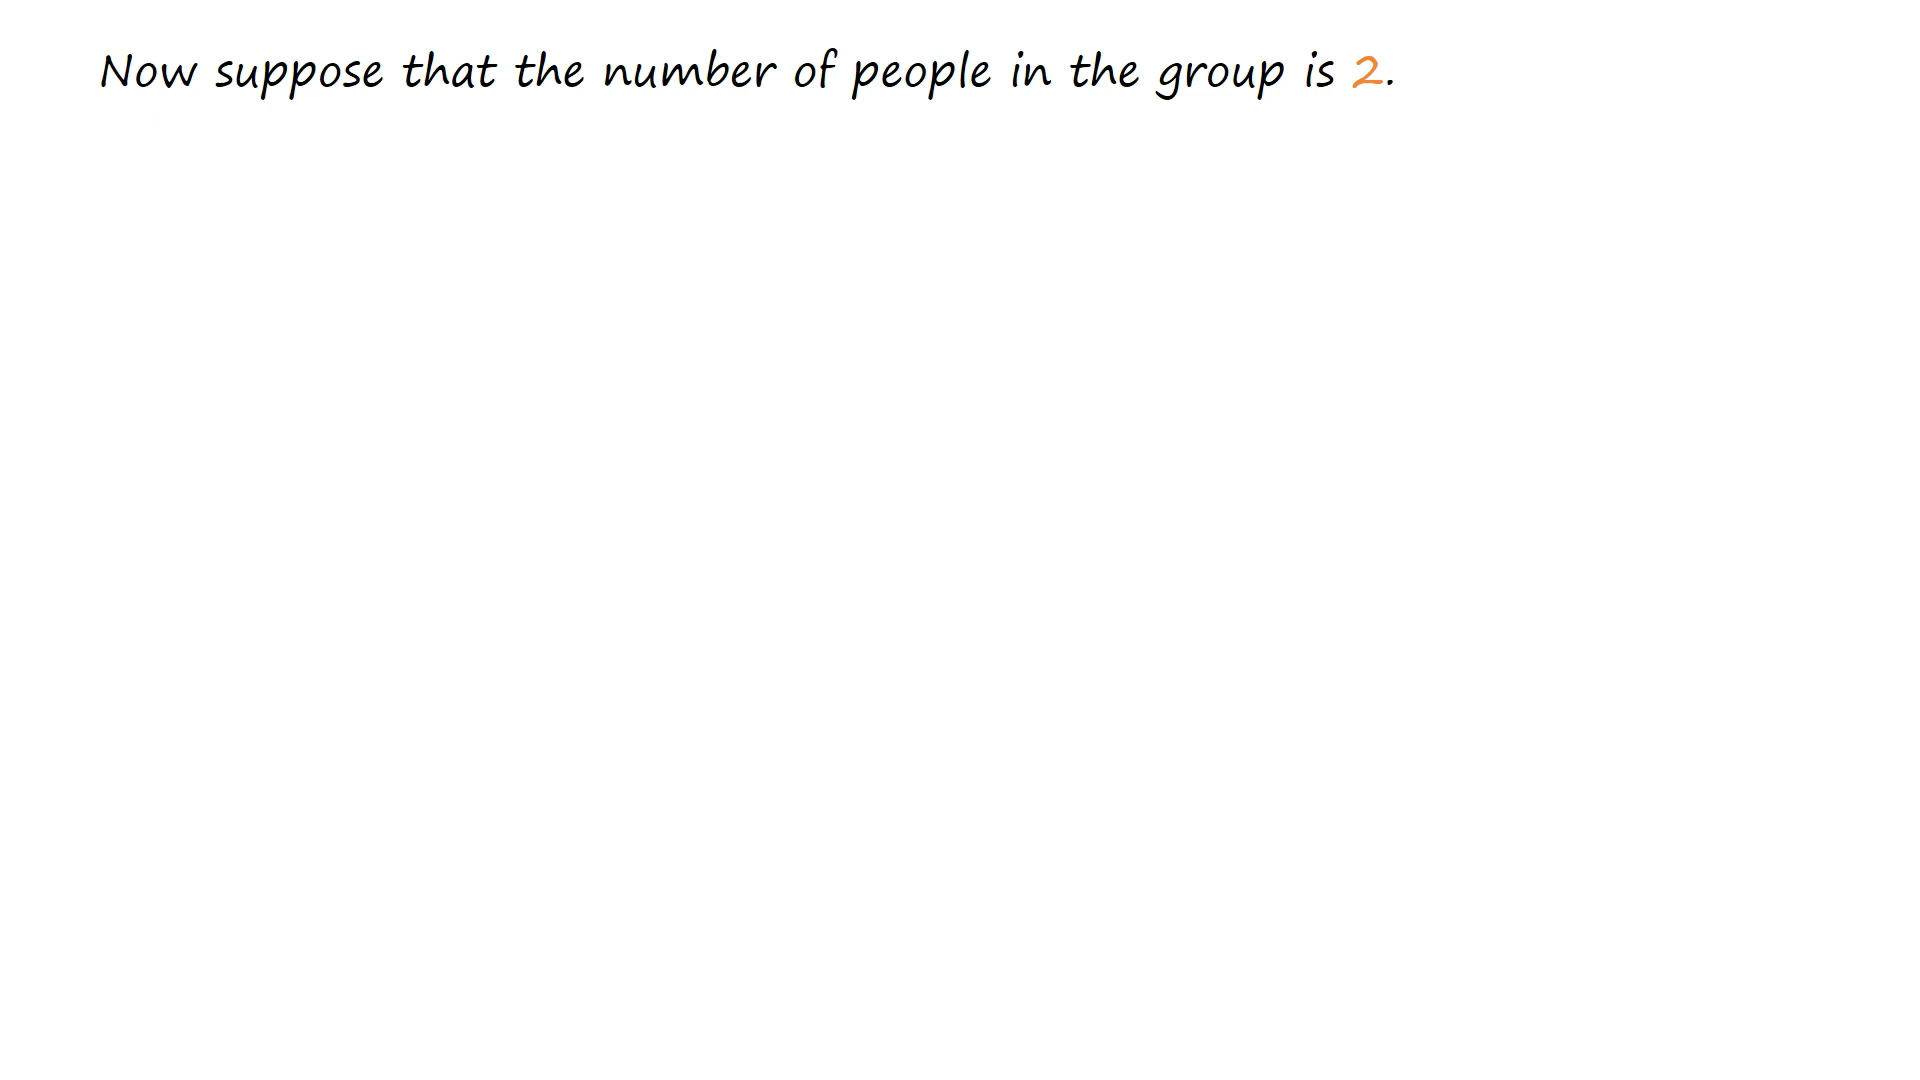 Now suppose that the number of people in the group is 2.